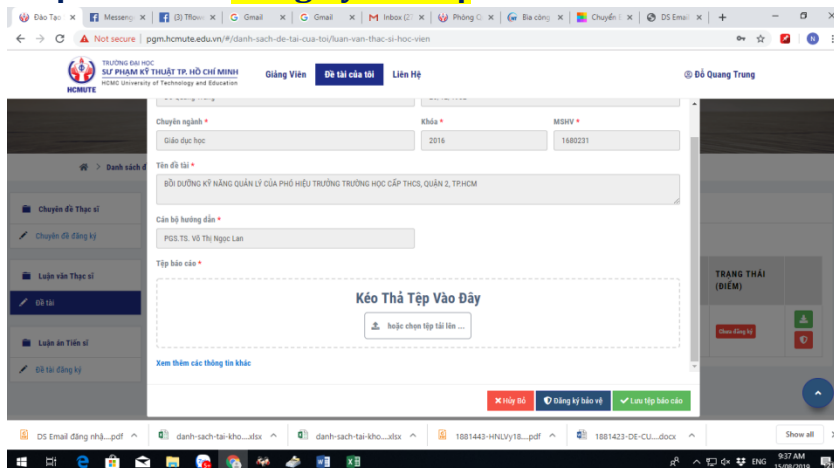 Đào Tạo
Messeng
(3) Tflow
Gmail
Gmail
Inbox (2
Phòng
Bìa công
Chuyển
DS Email
Not secure | pgm.hcmute.edu.vn/#/danh-sach-de-tai-cua-toi/luan-van-thac-si-hoc-vien
TRƯỜNG ĐẠI HỌC
SƯ PHẠM KỸ THUẬT TP. HỒ CHÍ MINH
HCMC University of Technology and Education
HCMUTE
Giảng Viên
Đề tài của tôi
Liên Hệ
Đỗ Quang Trung
Chuyên ngành *
Khóa *
MSHV *
Giáo dục học
2016
1680231
Danh sách đ
Tên đề tài *
BỒI DƯỠNG KỸ NĂNG QUẢN LÝ CỦA PHÓ HIỆU TRƯỞNG TRƯỜNG HỌC CẤP THCS, QUẬN 2, TP.HCM
Chuyên đề Thạc sĩ
Chuyên đề đăng ký
Cán bộ hướng dẫn *
PGS.TS. Võ Thị Ngọc Lan
Luận văn Thạc sĩ
Đề tài
Tệp báo cáo *
Kéo Thả Tệp Vào Đây
hoặc chọn tệp tải lên ...
TRẠNG THÁI
(ĐIỂM)
Chưa đăng ký
Luận án Tiến sĩ
Đề tài đăng ký
Xem thêm các thông tin khác
Hủy Bỏ
Đăng ký bảo vệ
Lưu tệp báo cáo
DS Email đăng nhậ....pdf
danh-sach-tai-kho....xlsx
danh-sach-tai-kho....xlsx
1881443-HNLVy18....pdf
1881423-DE-CU....docx
Show all
ENG
9:37 AM
15/08/2019